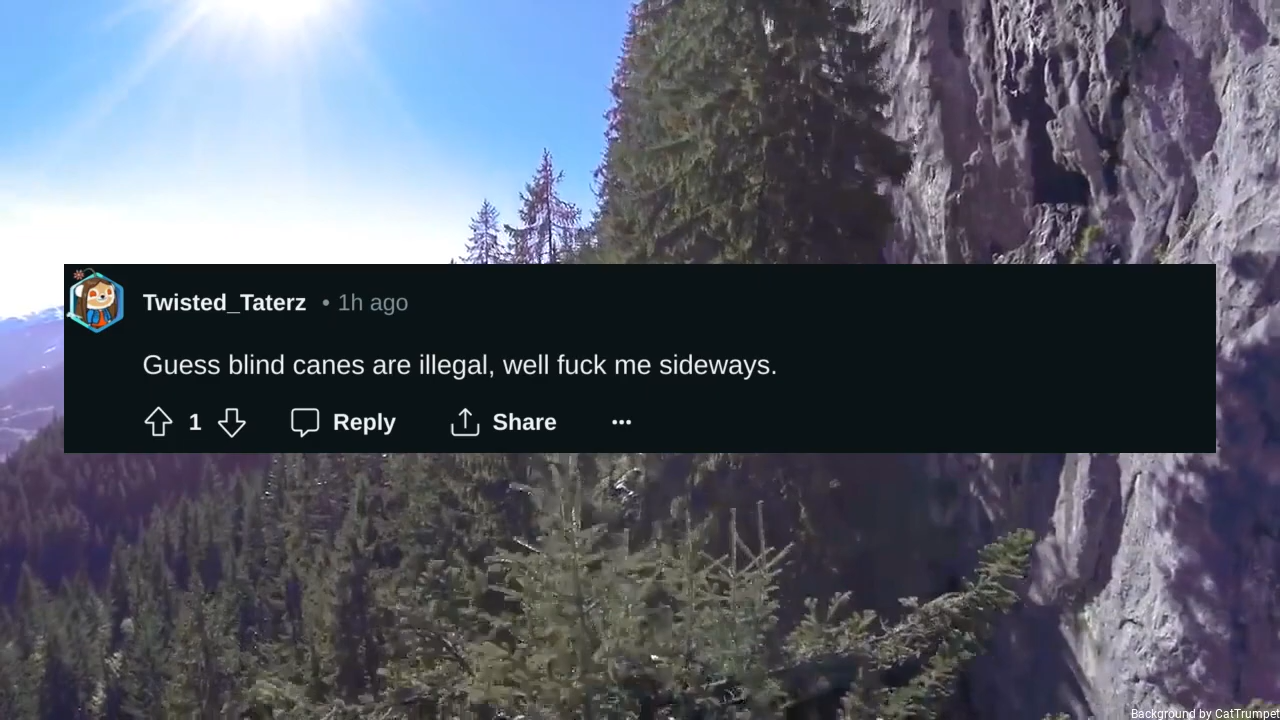 Twisted_Taterz • 1h ago
Guess blind canes are illegal, well fuck me sideways.
1 Reply Share ...
Background by CatTrumpet